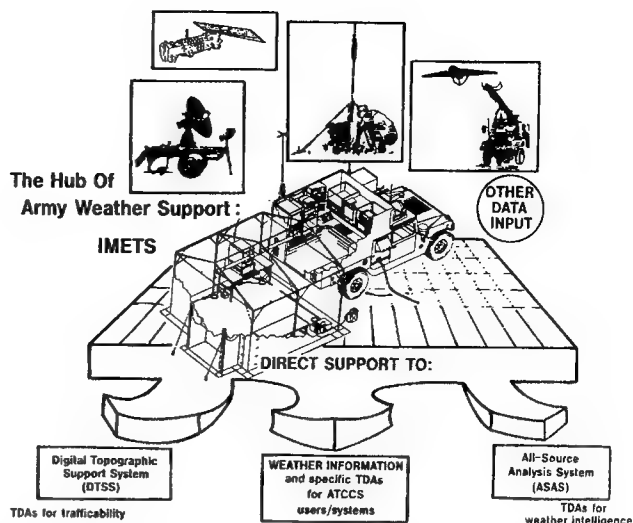 The Hub Of
Army Weather Support :
IMETS
OTHER
DATA
INPUT
DIRECT SUPPORT TO:
Digital Topographic
Support System
(DTSS)
TDAs for trafficability
WEATHER INFORMATION
and specific TDAs
for ATCCS
users/systems
All-Source
Analysis System
(ASAS)
TDAs for
weather intelligence